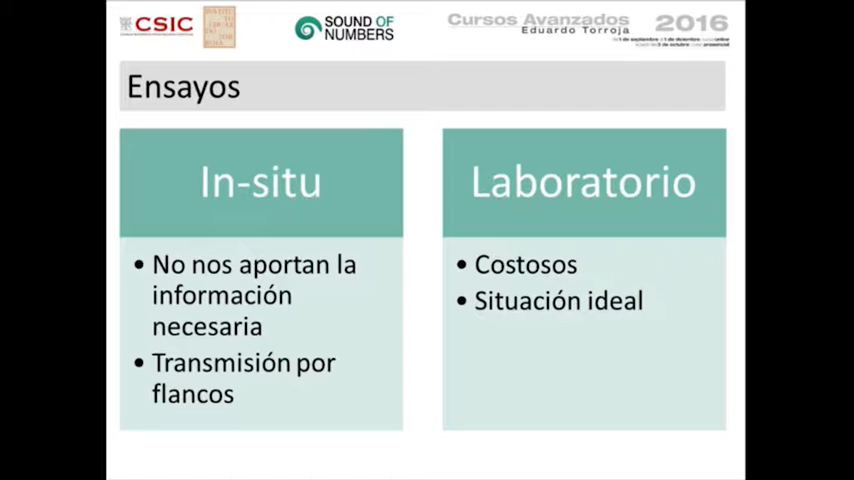 CSIC
SOUND OF
NUMBERS
Cursos Avanzados
Eduardo Torroja
2016
Ensayos
In-situ
• No nos aportan la
información
necesaria
• Transmisión por
flancos
Laboratorio
• Costosos
• Situación ideal